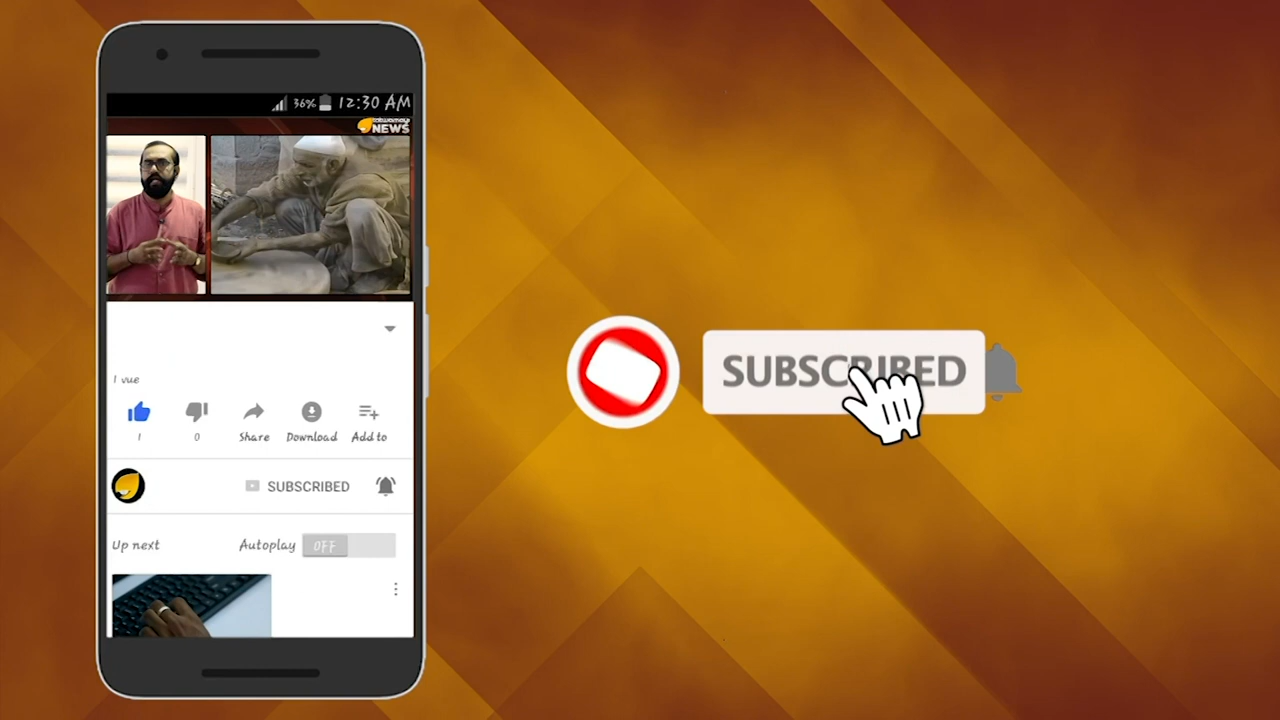 36% 12:30 AM
Tatwamayi
NEWS
1 vue
1
0
Share
Download
Add to
SUBSCRIBED
Up next
Autoplay
OFF
SUBSCRIBED